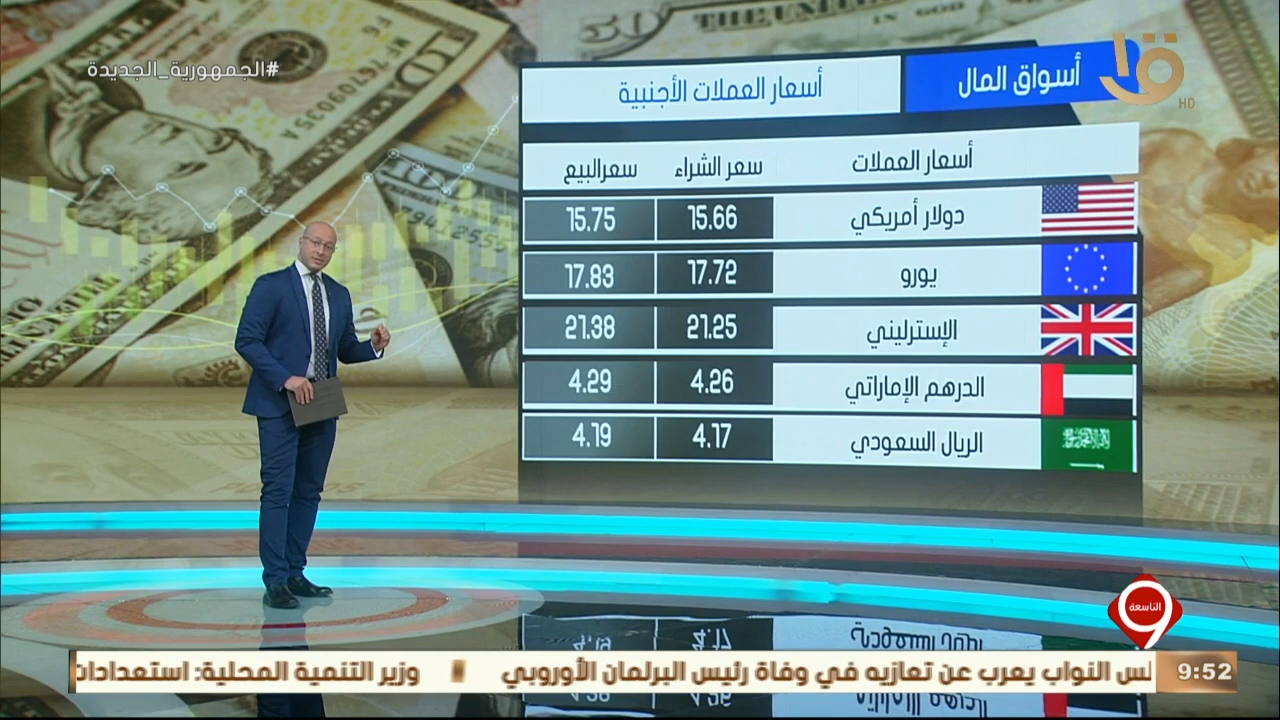 #الجمهورية_الجديدة
أسواق المال
أسعار العملات الأجنبية
HD
أسعار العملات سعر الشراء سعرالبيع
دولار أمريكي 15.66 15.75
يورو 17.72 17.83
الإسترليني 21.25 21.38
الدرهم الإماراتي 4.26 4.29
الريال السعودي 4.17 4.19
التاسعة
9
9:52
لس النواب يعرب عن تعازيه في وفاة رئيس البرلمان الأوروبي وزير التنمية المحلية: استعدادات